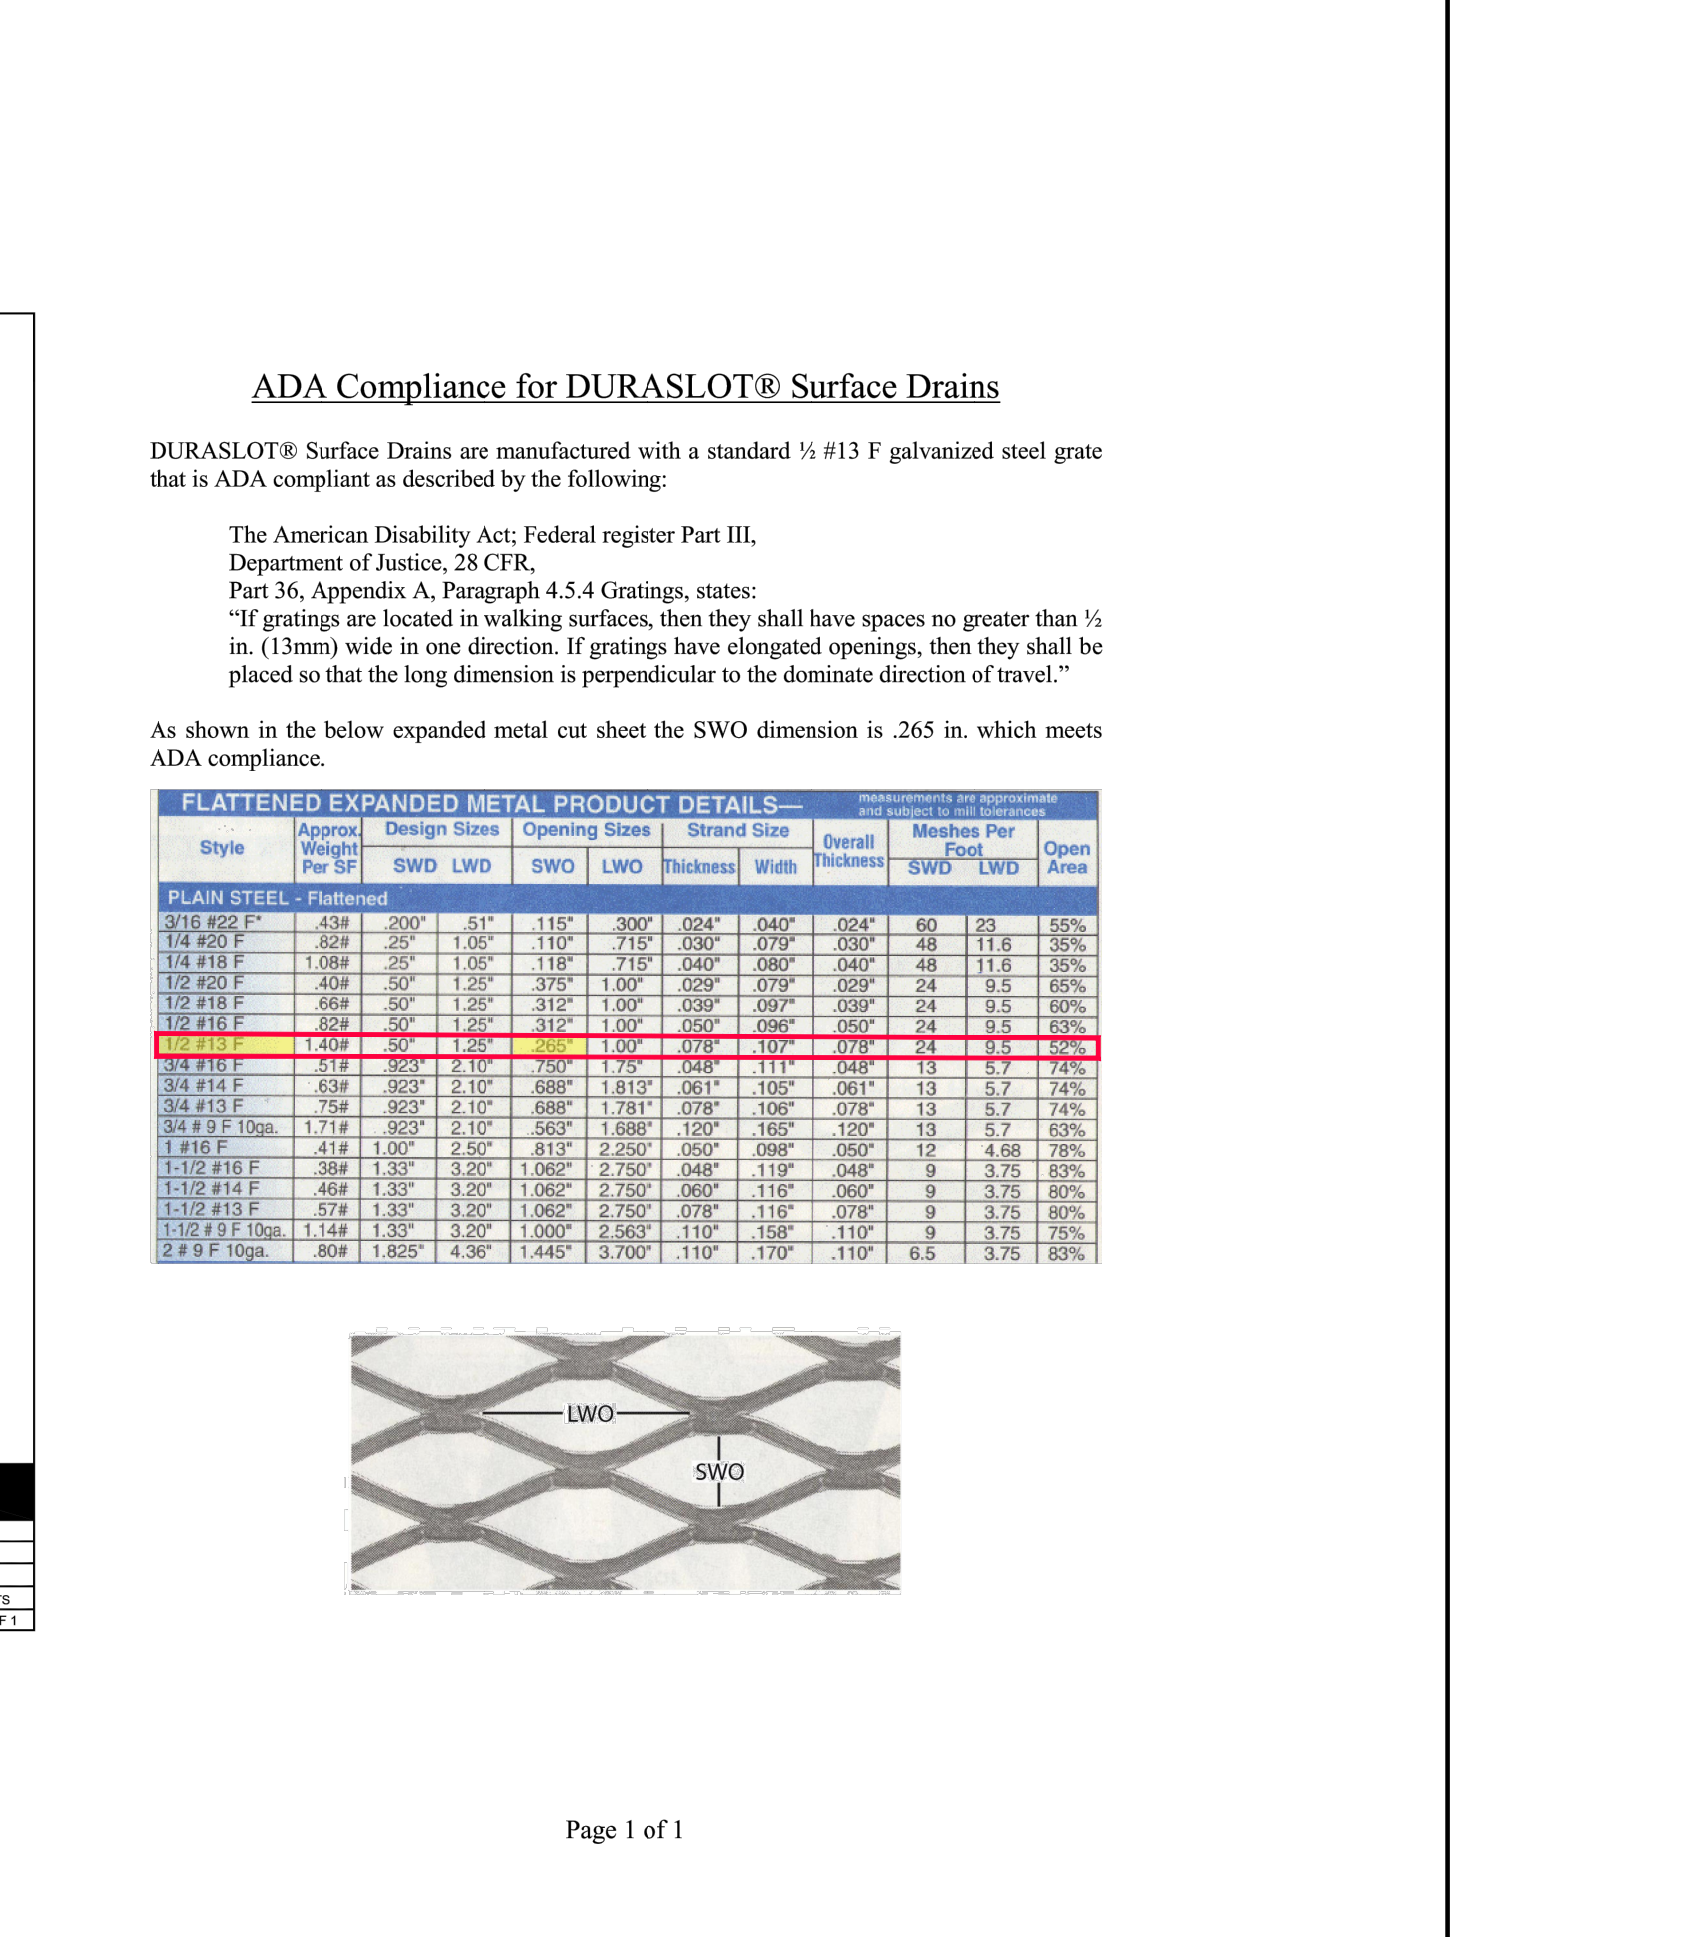 ADA Compliance for DURASLOT® Surface Drains
DURASLOT® Surface Drains are manufactured with a standard ½ #13 F galvanized steel grate
that is ADA compliant as described by the following:
The American Disability Act; Federal register Part III,
Department of Justice, 28 CFR,
Part 36, Appendix A, Paragraph 4.5.4 Gratings, states:
“If gratings are located in walking surfaces, then they shall have spaces no greater than ½
in. (13mm) wide in one direction. If gratings have elongated openings, then they shall be
placed so that the long dimension is perpendicular to the dominate direction of travel.”
As shown in the below expanded metal cut sheet the SWO dimension is .265 in. which meets
ADA compliance.
FLATTENED EXPANDED METAL PRODUCT DETAILS— measurements are approximate
and subject to mill tolerances
Style Approx. Weight Per SF Design Sizes Opening Sizes Strand Size Overall Thickness Meshes Per Foot Open Area
SWD LWD SWO LWO Thickness Width SWD LWD
PLAIN STEEL - Flattened
3/16 #22 F* .43# .200" .51" .115" .300" .024" .040" .024" 60 23 55%
1/4 #20 F .82# .25" 1.05" .110" .715" .030" .079" .030" 48 11.6 35%
1/4 #18 F 1.08# .25" 1.05" .118" .715" .040" .080" .040" 48 11.6 35%
1/2 #20 F .40# .50" 1.25" .375" 1.00" .029" .079" .029" 24 9.5 65%
1/2 #18 F .66# .50" 1.25" .312" 1.00" .039" .097" .039" 24 9.5 60%
1/2 #16 F .82# .50" 1.25" .312" 1.00" .050" .096" .050" 24 9.5 63%
1/2 #13 F 1.40# .50" 1.25" .265" 1.00" .078" .107" .078" 24 9.5 52%
3/4 #16 F .51# .923" 2.10" .750" 1.75" .048" .111" .048" 13 5.7 74%
3/4 #14 F .63# .923" 2.10" .688" 1.813" .061" .105" .061" 13 5.7 74%
3/4 #13 F .75# .923" 2.10" .688" 1.781" .078" .106" .078" 13 5.7 74%
3/4 # 9 F 10ga. 1.71# .923" 2.10" .563" 1.688" .120" .165" .120" 13 5.7 63%
1 #16 F .41# 1.00" 2.50" .813" 2.250" .050" .098" .050" 12 4.68 78%
1-1/2 #16 F .38# 1.33" 3.20" 1.062" 2.750" .048" .119" .048" 9 3.75 83%
1-1/2 #14 F .46# 1.33" 3.20" 1.062" 2.750" .060" .116" .060" 9 3.75 80%
1-1/2 #13 F .57# 1.33" 3.20" 1.062" 2.750" .078" .116" .078" 9 3.75 80%
1-1/2 # 9 F 10ga. 1.14# 1.33" 3.20" 1.000" 2.563" .110" .158" .110" 9 3.75 75%
2 # 9 F 10ga. .80# 1.825" 4.36" 1.445" 3.700" .110" .170" .110" 6.5 3.75 83%
LWO
SWO
F 1
Page 1 of 1